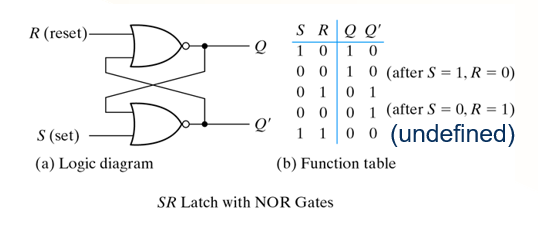 R (reset)
Q
S (set)
Q'
(a) Logic diagram
S R Q Q'
1 0 1 0
0 0 1 0 (after S = 1, R = 0)
0 1 0 1
0 0 0 1 (after S = 0, R = 1)
1 1 0 0 (undefined)
(b) Function table
SR Latch with NOR Gates